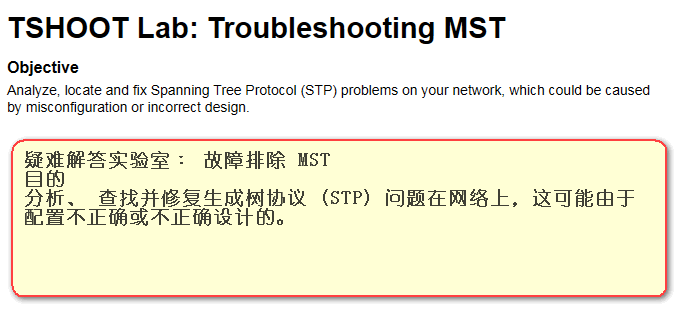 TSHOOT Lab: Troubleshooting MST
Objective
Analyze, locate and fix Spanning Tree Protocol (STP) problems on your network, which could be caused
by misconfiguration or incorrect design.
疑难解答实验室： 故障排除 MST
目的
分析、 查找并修复生成树协议 (STP) 问题在网络上，这可能由于
配置不正确或不正确设计的。